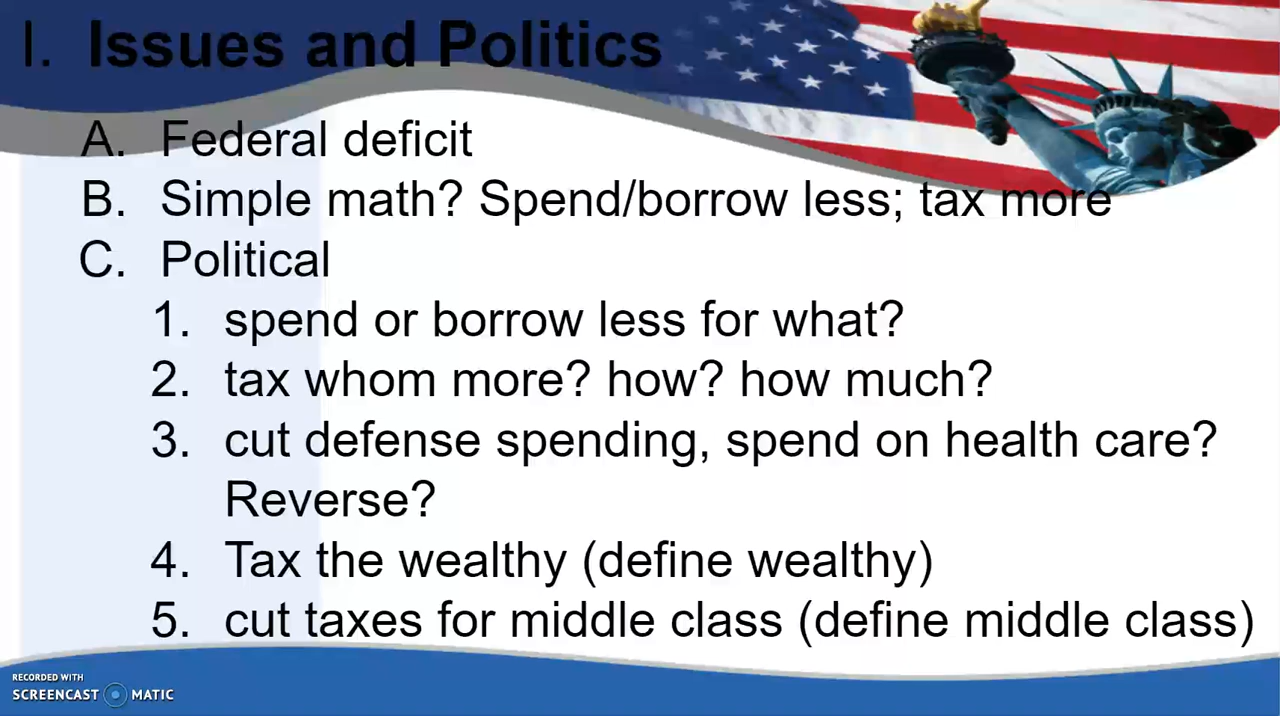 I. Issues and Politics
A. Federal deficit
B. Simple math? Spend/borrow less; tax more
C. Political
1. spend or borrow less for what?
2. tax whom more? how? how much?
3. cut defense spending, spend on health care?
Reverse?
4. Tax the wealthy (define wealthy)
5. cut taxes for middle class (define middle class)
RECORDED WITH
SCREENCAST MATIC